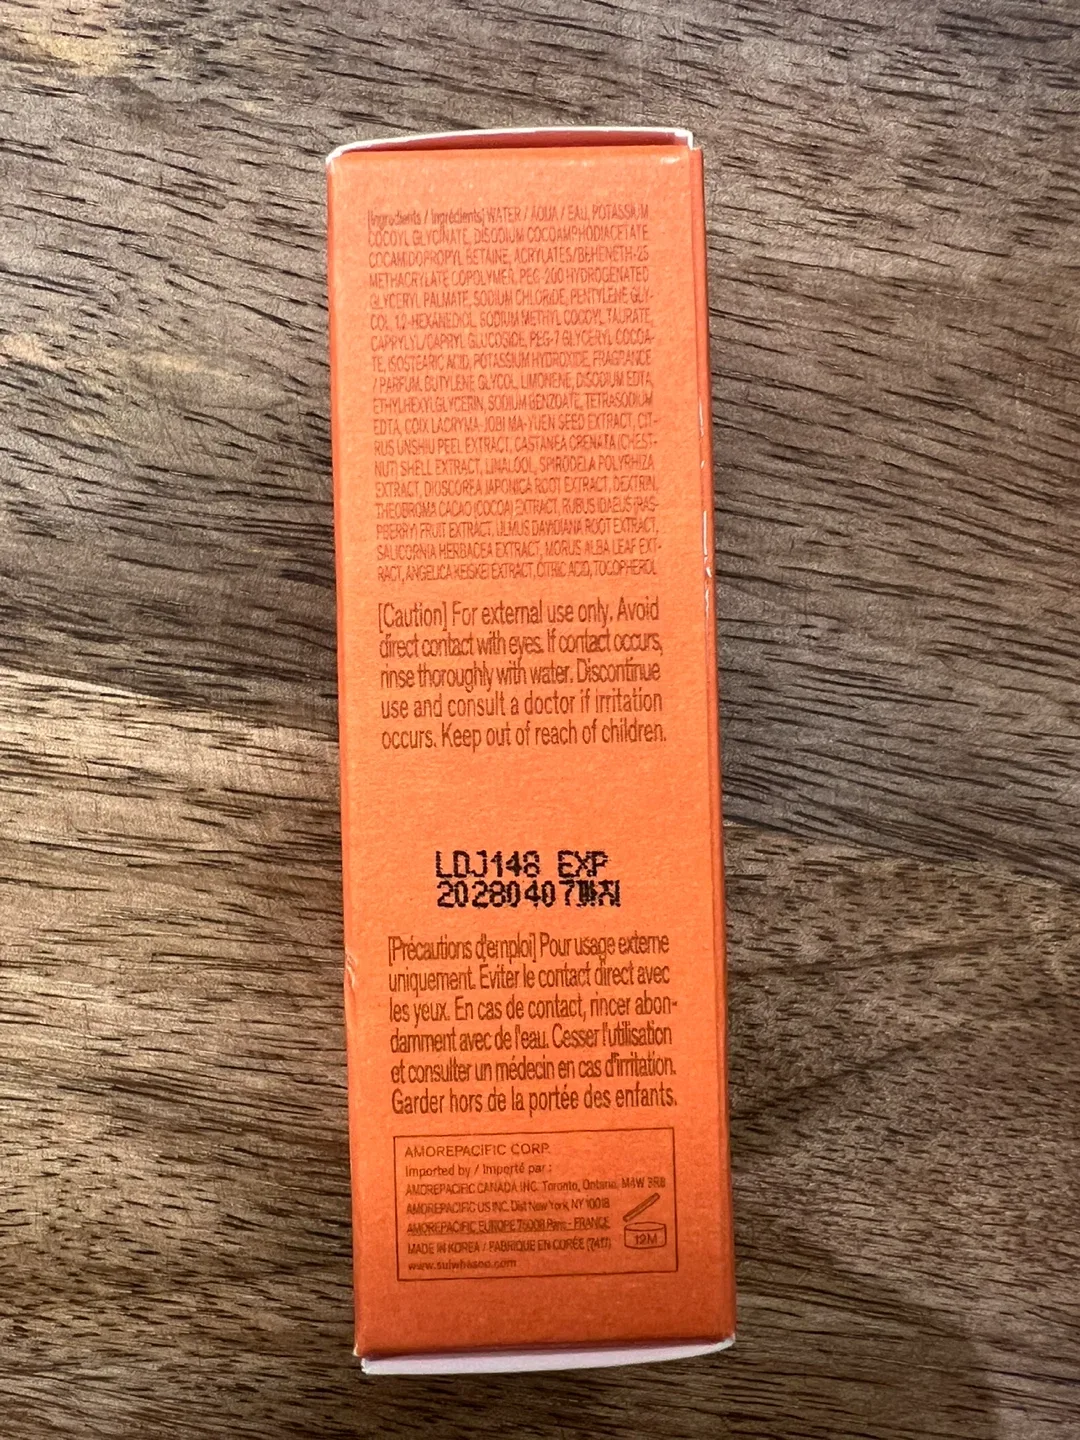 [Ingredients / Ingrédients] WATER / AQUA / EAU, POTASSIUM
COCOYL GLYCINATE, DISODIUM COCOAMPHODIACETATE
COCAMIDOPROPYL BETAINE, ACRYLATES/BEHENETH-25
METHACRYLATE COPOLYMER, PEG-200 HYDROGENATED
GLYCERYL PALMATE, SODIUM CHLORIDE, PENTYLENE GLY-
COL, 1,2-HEXANEDIOL, SODIUM METHYL COCOYL TAURATE,
CAPRYLYL/CAPRYL GLUCOSIDE, PEG-7 GLYCERYL COCOA-
TE, ISOSTEARIC ACID, POTASSIUM HYDROXIDE, FRAGRANCE
/ PARFUM, BUTYLENE GLYCOL, LIMONENE, DISODIUM EDTA,
ETHYLHEXYLGLYCERIN, SODIUM BENZOATE, TETRASODIUM
EDTA, COIX LACRYMA-JOBI MA-YUEN SEED EXTRACT, CIT-
RUS UNSHIU PEEL EXTRACT, CASTANEA CRENATA (CHEST-
NUT) SHELL EXTRACT, LINALOOL, SPIRODELA POLYRHIZA
EXTRACT, DIOSCOREA JAPONICA ROOT EXTRACT, DEXTRIN,
THEOBROMA CACAO (COCOA) EXTRACT, RUBUS IDAEUS (RAS-
PBERRY) FRUIT EXTRACT, ULMUS DAVIDIANA ROOT EXTRACT,
SALICORNIA HERBACEA EXTRACT, MORUS ALBA LEAF EXT-
RACT, ANGELICA KEISKEI EXTRACT, CITRIC ACID, TOCOPHEROL
[Caution] For external use only. Avoid
direct contact with eyes. If contact occurs,
rinse thoroughly with water. Discontinue
use and consult a doctor if irritation
occurs. Keep out of reach of children.
LDJ148 EXP
20280407까지
[Précautions d'emploi] Pour usage externe
uniquement. Eviter le contact direct avec
les yeux. En cas de contact, rincer abon-
damment avec de l'eau. Cesser l'utilisation
et consulter un médecin en cas d'irritation.
Garder hors de la portée des enfants.
AMOREPACIFIC CORP.
Imported by / Importé par :
AMOREPACIFIC CANADA INC. Toronto, Ontario, M4W 3R8
AMOREPACIFIC US INC. Dist New York, NY 10018
AMOREPACIFIC EUROPE 75008 Paris - FRANCE
MADE IN KOREA / FABRIQUE EN CORÉE (7417)
www.sulwhasoo.com
12M